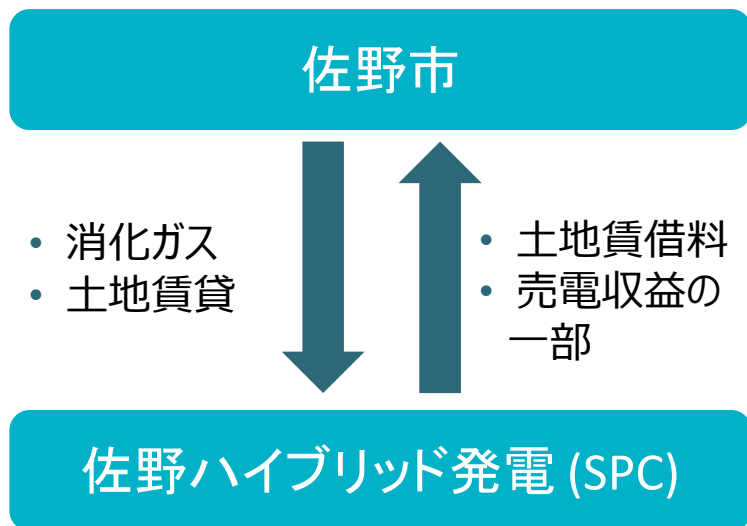 佐野市
• 消化ガス
• 土地賃貸
• 土地賃借料
• 売電収益の
一部
佐野ハイブリッド発電 (SPC)